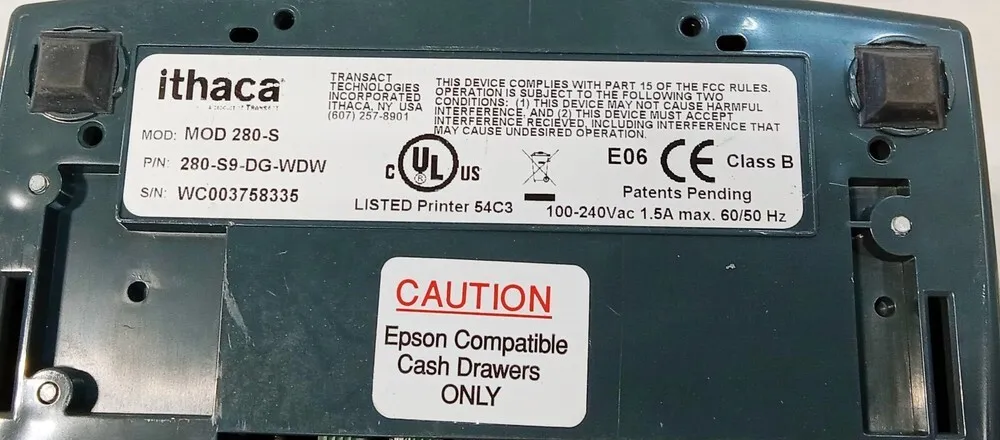 ithaca®
A PRODUCT OF TRANSACT
TRANSACT
TECHNOLOGIES
INCORPORATED
ITHACA, NY USA
(607) 257-8901
THIS DEVICE COMPLIES WITH PART 15 OF THE FCC RULES.
OPERATION IS SUBJECT TO THE FOLLOWING TWO
CONDITIONS: (1) THIS DEVICE MAY NOT CAUSE HARMFUL
INTERFERENCE, AND (2) THIS DEVICE MUST ACCEPT
INTERFERENCE RECIEVED, INCLUDING INTERFERENCE THAT
MAY CAUSE UNDESIRED OPERATION.
MOD: MOD 280-S
P/N: 280-S9-DG-WDW
S/N: WC003758335
C UL® US
LISTED Printer 54C3
E06 CE Class B
Patents Pending
100-240Vac 1.5A max. 60/50 Hz
CAUTION
Epson Compatible
Cash Drawers
ONLY